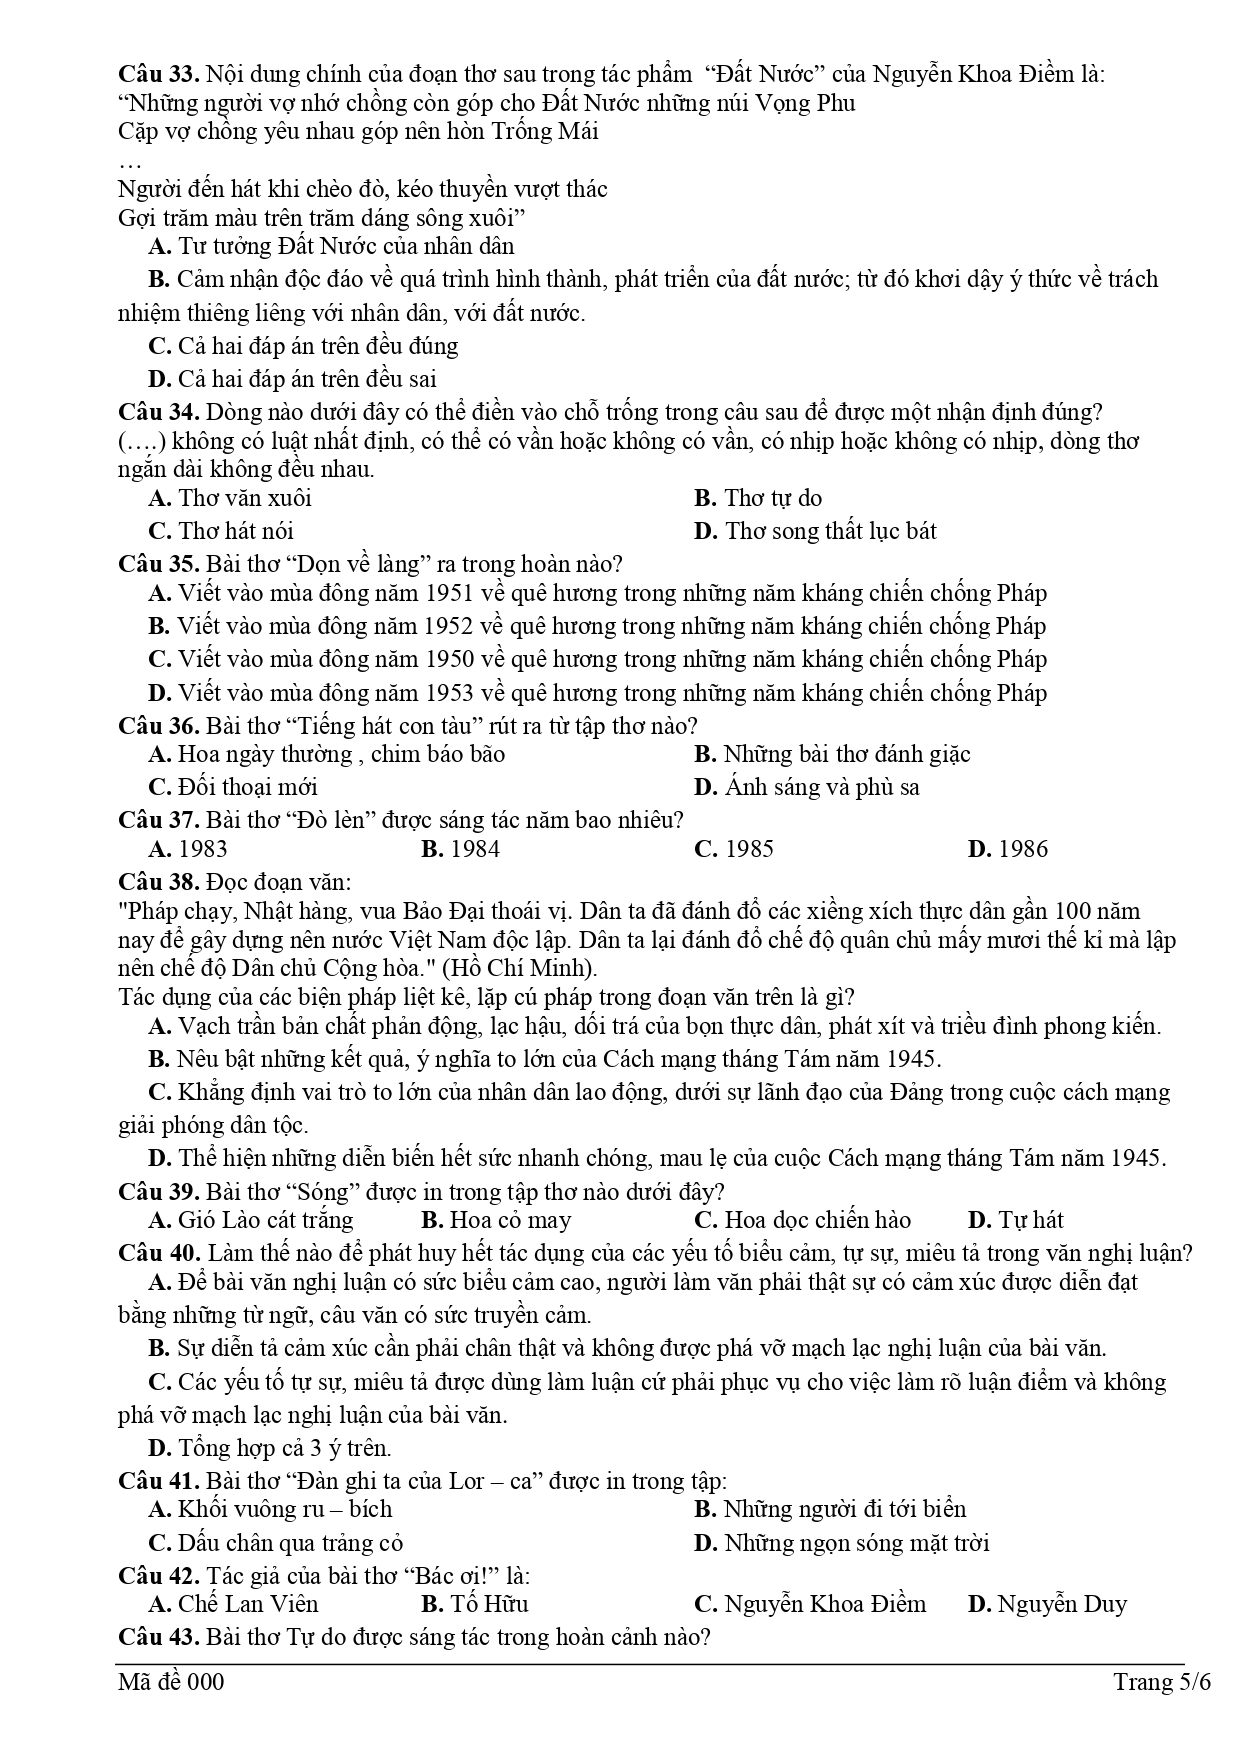 Câu 33. Nội dung chính của đoạn thơ sau trong tác phẩm “Đất Nước” của Nguyễn Khoa Điềm là:
“Những người vợ nhớ chồng còn góp cho Đất Nước những núi Vọng Phu
Cặp vợ chồng yêu nhau góp nên hòn Trống Mái
…
Người đến hát khi chèo đò, kéo thuyền vượt thác
Gợi trăm màu trên trăm dáng sông xuôi”
A. Tư tưởng Đất Nước của nhân dân
B. Cảm nhận độc đáo về quá trình hình thành, phát triển của đất nước; từ đó khơi dậy ý thức về trách
nhiệm thiêng liêng với nhân dân, với đất nước.
C. Cả hai đáp án trên đều đúng
D. Cả hai đáp án trên đều sai
Câu 34. Dòng nào dưới đây có thể điền vào chỗ trống trong câu sau để được một nhận định đúng?
(….) không có luật nhất định, có thể có vần hoặc không có vần, có nhịp hoặc không có nhịp, dòng thơ
ngắn dài không đều nhau.
A. Thơ văn xuôi B. Thơ tự do
C. Thơ hát nói D. Thơ song thất lục bát
Câu 35. Bài thơ “Dọn về làng” ra trong hoàn nào?
A. Viết vào mùa đông năm 1951 về quê hương trong những năm kháng chiến chống Pháp
B. Viết vào mùa đông năm 1952 về quê hương trong những năm kháng chiến chống Pháp
C. Viết vào mùa đông năm 1950 về quê hương trong những năm kháng chiến chống Pháp
D. Viết vào mùa đông năm 1953 về quê hương trong những năm kháng chiến chống Pháp
Câu 36. Bài thơ “Tiếng hát con tàu” rút ra từ tập thơ nào?
A. Hoa ngày thường , chim báo bão B. Những bài thơ đánh giặc
C. Đối thoại mới D. Ánh sáng và phù sa
Câu 37. Bài thơ “Đò lèn” được sáng tác năm bao nhiêu?
A. 1983 B. 1984 C. 1985 D. 1986
Câu 38. Đọc đoạn văn:
"Pháp chạy, Nhật hàng, vua Bảo Đại thoái vị. Dân ta đã đánh đổ các xiềng xích thực dân gần 100 năm
nay để gây dựng nên nước Việt Nam độc lập. Dân ta lại đánh đổ chế độ quân chủ mấy mươi thế kỉ mà lập
nên chế độ Dân chủ Cộng hòa." (Hồ Chí Minh).
Tác dụng của các biện pháp liệt kê, lặp cú pháp trong đoạn văn trên là gì?
A. Vạch trần bản chất phản động, lạc hậu, dối trá của bọn thực dân, phát xít và triều đình phong kiến.
B. Nêu bật những kết quả, ý nghĩa to lớn của Cách mạng tháng Tám năm 1945.
C. Khẳng định vai trò to lớn của nhân dân lao động, dưới sự lãnh đạo của Đảng trong cuộc cách mạng
giải phóng dân tộc.
D. Thể hiện những diễn biến hết sức nhanh chóng, mau lẹ của cuộc Cách mạng tháng Tám năm 1945.
Câu 39. Bài thơ “Sóng” được in trong tập thơ nào dưới đây?
A. Gió Lào cát trắng B. Hoa cỏ may C. Hoa dọc chiến hào D. Tự hát
Câu 40. Làm thế nào để phát huy hết tác dụng của các yếu tố biểu cảm, tự sự, miêu tả trong văn nghị luận?
A. Để bài văn nghị luận có sức biểu cảm cao, người làm văn phải thật sự có cảm xúc được diễn đạt
bằng những từ ngữ, câu văn có sức truyền cảm.
B. Sự diễn tả cảm xúc cần phải chân thật và không được phá vỡ mạch lạc nghị luận của bài văn.
C. Các yếu tố tự sự, miêu tả được dùng làm luận cứ phải phục vụ cho việc làm rõ luận điểm và không
phá vỡ mạch lạc nghị luận của bài văn.
D. Tổng hợp cả 3 ý trên.
Câu 41. Bài thơ “Đàn ghi ta của Lor – ca” được in trong tập:
A. Khối vuông ru – bích B. Những người đi tới biển
C. Dấu chân qua trảng cỏ D. Những ngọn sóng mặt trời
Câu 42. Tác giả của bài thơ “Bác ơi!” là:
A. Chế Lan Viên B. Tố Hữu C. Nguyễn Khoa Điềm D. Nguyễn Duy
Câu 43. Bài thơ Tự do được sáng tác trong hoàn cảnh nào?
Mã đề 000 Trang 5/6